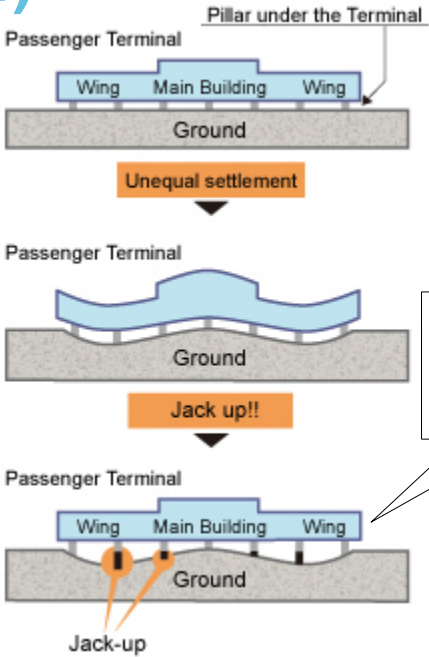 Pillar under the Terminal
Passenger Terminal
Wing Main Building Wing
Ground
Unequal settlement
Passenger Terminal
Ground
Jack up!!
Passenger Terminal
Wing Main Building Wing
Ground
Jack-up